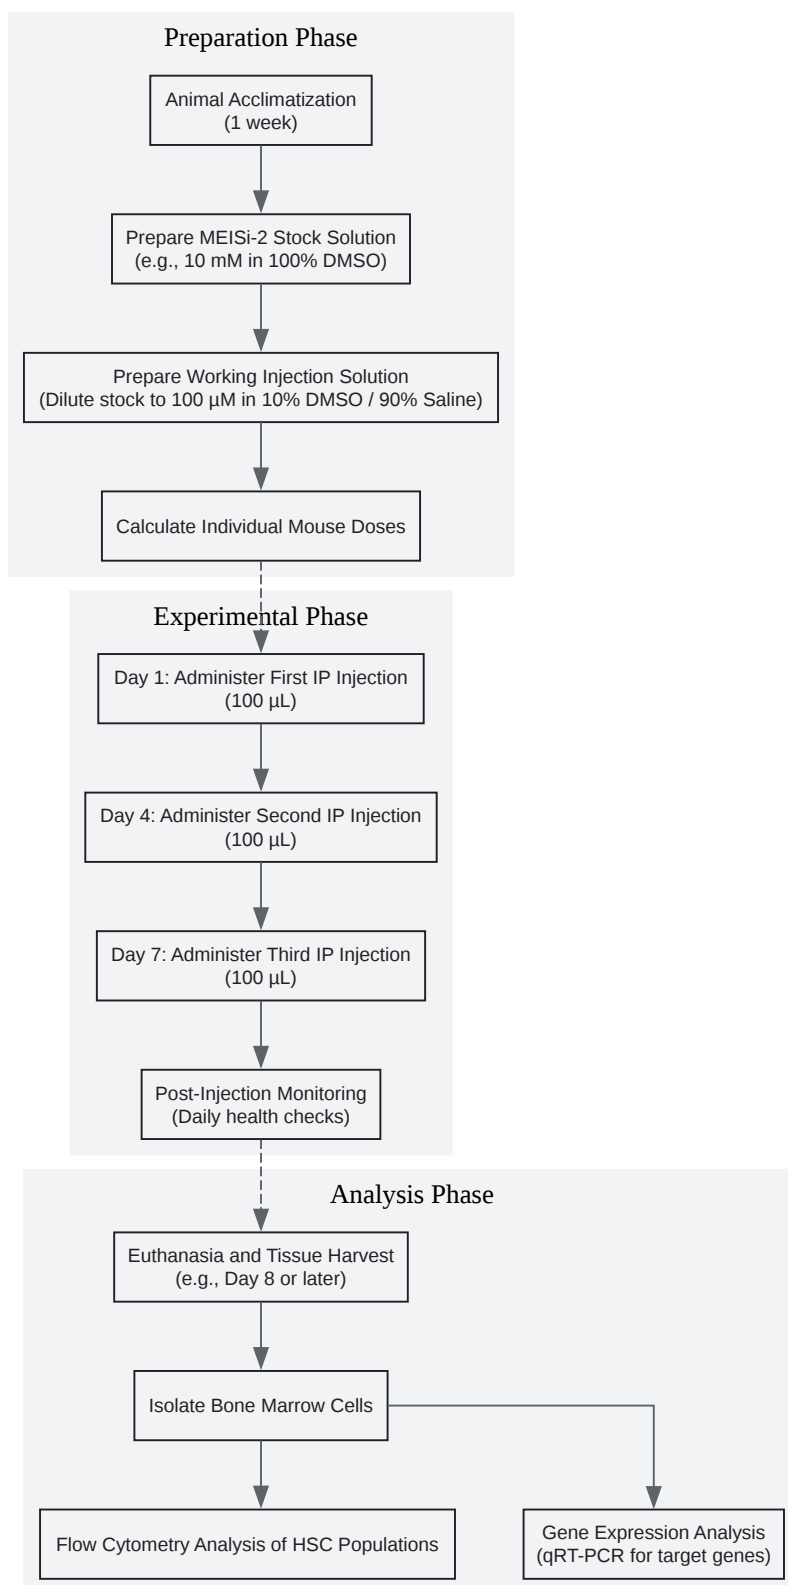 Preparation Phase
Animal Acclimatization
(1 week)
Prepare MEISi-2 Stock Solution
(e.g., 10 mM in 100% DMSO)
Prepare Working Injection Solution
(Dilute stock to 100 µM in 10% DMSO / 90% Saline)
Calculate Individual Mouse Doses
Experimental Phase
Day 1: Administer First IP Injection
(100 µL)
Day 4: Administer Second IP Injection
(100 µL)
Day 7: Administer Third IP Injection
(100 µL)
Post-Injection Monitoring
(Daily health checks)
Analysis Phase
Euthanasia and Tissue Harvest
(e.g., Day 8 or later)
Isolate Bone Marrow Cells
Flow Cytometry Analysis of HSC Populations
Gene Expression Analysis
(qRT-PCR for target genes)